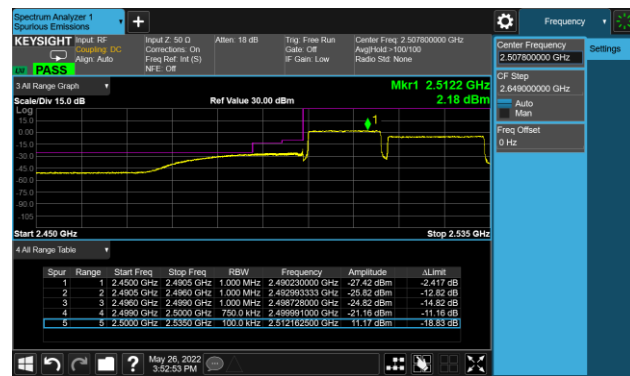 Spectrum Analyzer 1
Spurious Emissions
Frequency
KEYSIGHT Input: RF Input Z: 50 Ω Atten: 18 dB Trig: Free Run Center Freq: 2.507800000 GHz
Coupling: DC Corrections: On Gate: Off Avg|Hold:>100/100
Align: Auto Freq Ref: Int (S) IF Gain: Low Radio Std: None
NFE: Off
LW PASS
Center Frequency
2.507800000 GHz
Settings
CF Step
2.649000000 GHz
Auto
Man
Freq Offset
0 Hz
3 All Range Graph
Mkr1 2.5122 GHz
Scale/Div 15.0 dB Ref Value 30.00 dBm 2.18 dBm
Log
15.0
0.00
-15.0
-30.0
-45.0
-60.0
-75.0
-90.0
-105
1
Start 2.450 GHz Stop 2.535 GHz
4 All Range Table
Spur Range Start Freq Stop Freq RBW Frequency Amplitude ΔLimit
1 1 2.4500 GHz 2.4905 GHz 1.000 MHz 2.490230000 GHz -27.42 dBm -2.417 dB
2 2 2.4905 GHz 2.4960 GHz 1.000 MHz 2.492993333 GHz -25.82 dBm -12.82 dB
3 3 2.4960 GHz 2.4990 GHz 1.000 MHz 2.498728000 GHz -24.82 dBm -14.82 dB
4 4 2.4990 GHz 2.5000 GHz 750.0 kHz 2.499991000 GHz -21.16 dBm -11.16 dB
5 5 2.5000 GHz 2.5350 GHz 100.0 kHz 2.512162500 GHz 11.17 dBm -18.83 dB
May 26, 2022
3:52:53 PM